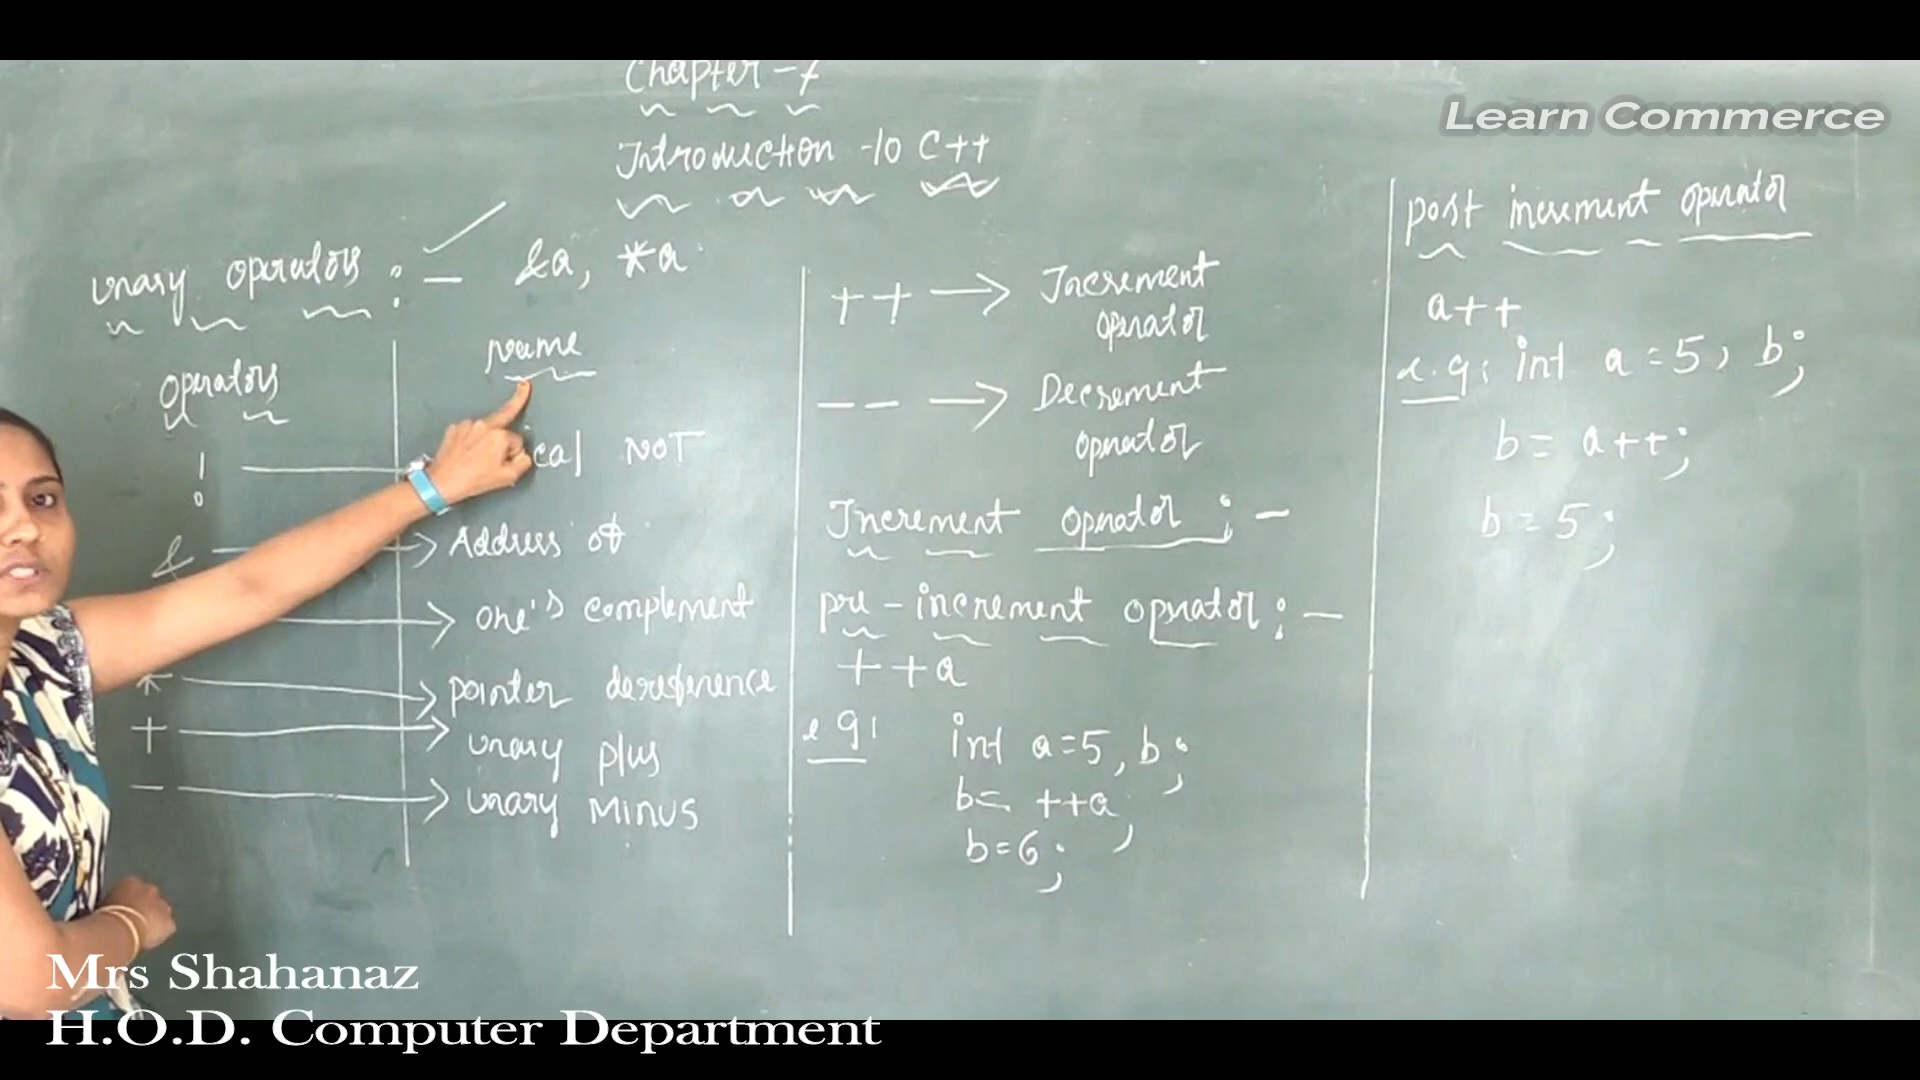 Chapter - 7
Introduction to C++
Learn Commerce
unary operators :- &a, *a
operators name
! cal NOT
& Address of
one's complement
* pointer dereference
+ unary plus
- unary MINUS
++ Increment
operator
-- Decrement
operator
Increment operator :-
pre-increment operator :-
++a
e g:
int a=5, b;
b= ++a;
b=6;
post increment operator
a++
e.g: int a=5, b;
b= a++;
b=5;
Mrs Shahanaz
H.O.D. Computer Department